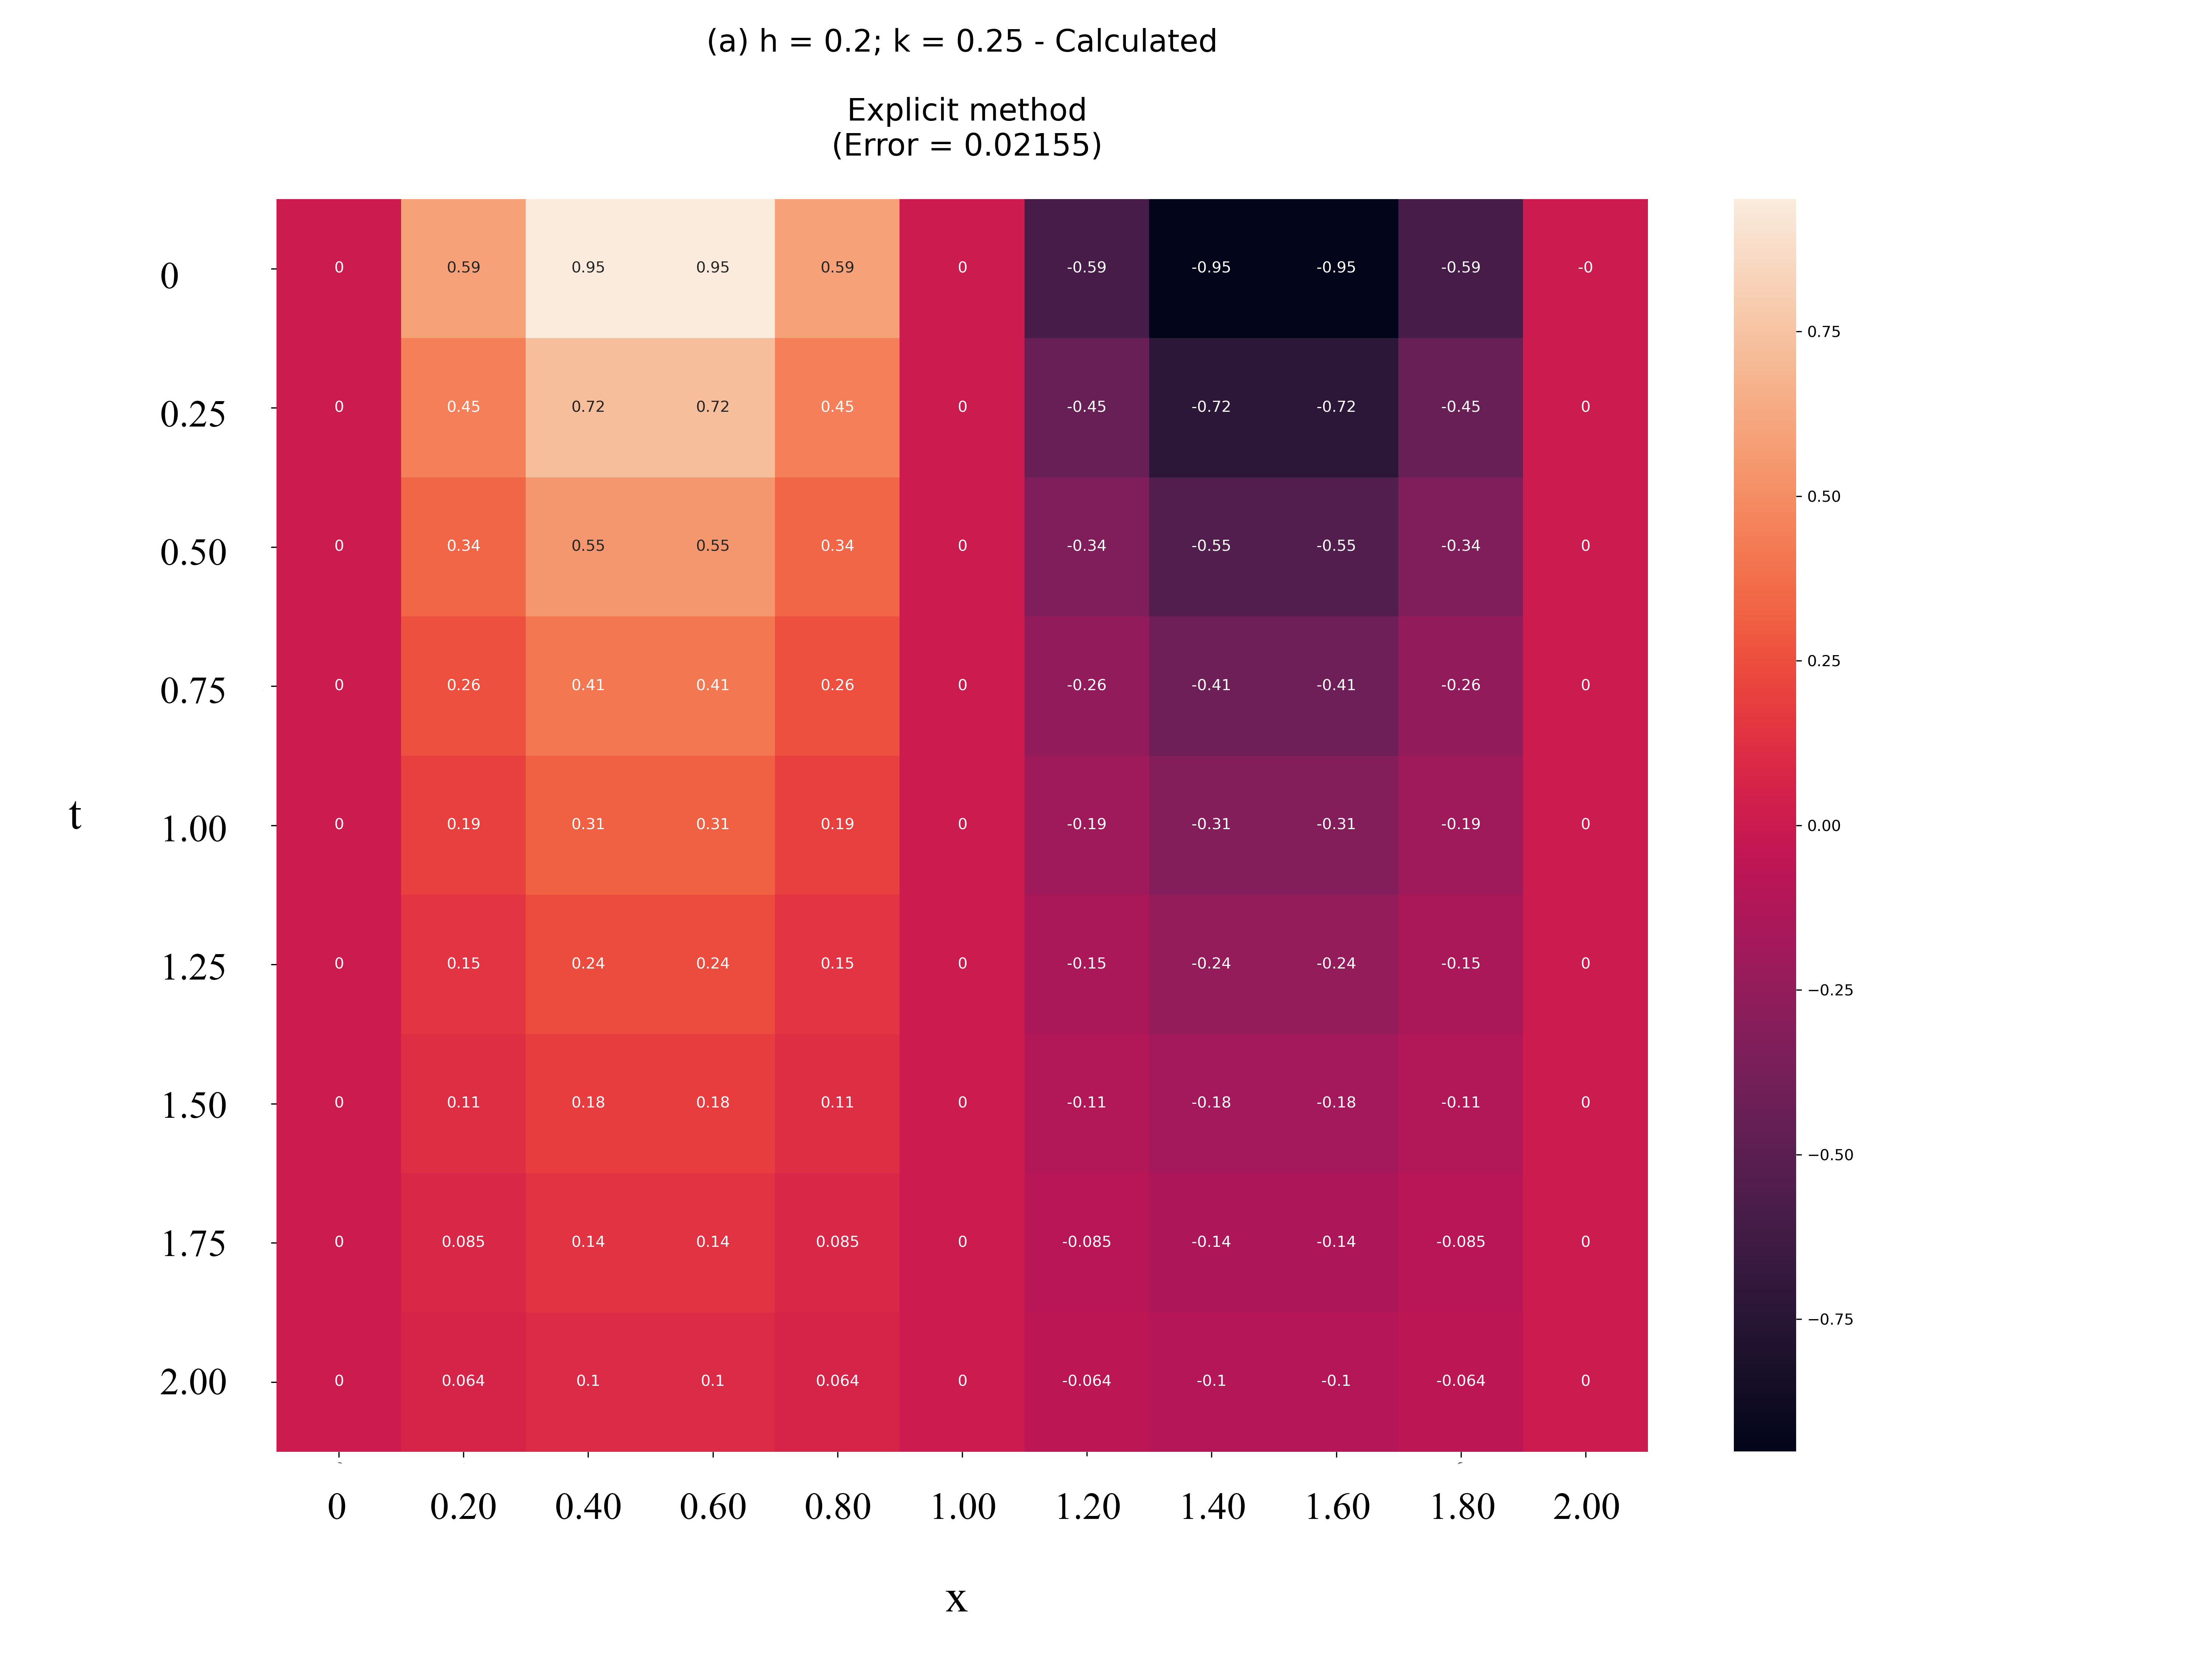 (a) h = 0.2; k = 0.25 - Calculated
Explicit method
(Error = 0.02155)
0 0 0.59 0.95 0.95 0.59 0 -0.59 -0.95 -0.95 -0.59 -0
0.75
0.25 0 0.45 0.72 0.72 0.45 0 -0.45 -0.72 -0.72 -0.45 0
0.50
0.50 0 0.34 0.55 0.55 0.34 0 -0.34 -0.55 -0.55 -0.34 0
0.25
0.75 0 0.26 0.41 0.41 0.26 0 -0.26 -0.41 -0.41 -0.26 0
t
1.00 0 0.19 0.31 0.31 0.19 0 -0.19 -0.31 -0.31 -0.19 0
0.00
1.25 0 0.15 0.24 0.24 0.15 0 -0.15 -0.24 -0.24 -0.15 0
−0.25
1.50 0 0.11 0.18 0.18 0.11 0 -0.11 -0.18 -0.18 -0.11 0
−0.50
1.75 0 0.085 0.14 0.14 0.085 0 -0.085 -0.14 -0.14 -0.085 0
−0.75
2.00 0 0.064 0.1 0.1 0.064 0 -0.064 -0.1 -0.1 -0.064 0
0 0.20 0.40 0.60 0.80 1.00 1.20 1.40 1.60 1.80 2.00
x